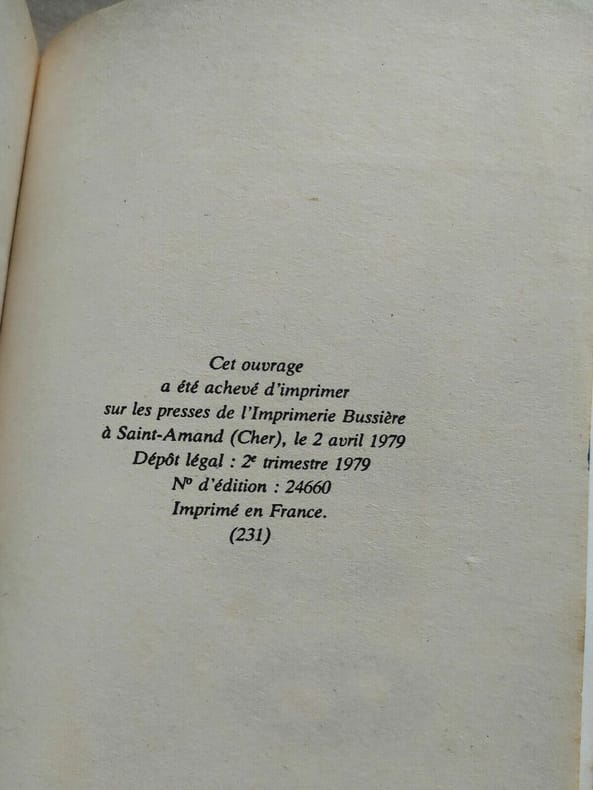 Cet ouvrage
a été achevé d'imprimer
sur les presses de l'Imprimerie Bussière
à Saint-Amand (Cher), le 2 avril 1979
Dépôt légal : 2e trimestre 1979
No d'édition : 24660
Imprimé en France.
(231)